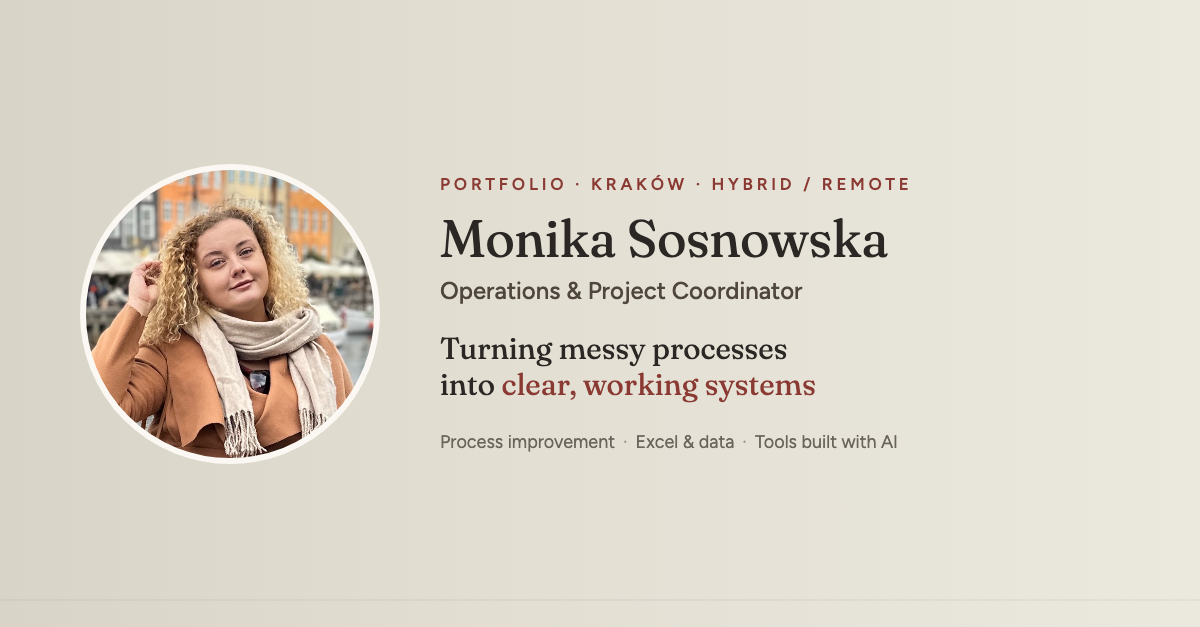 PORTFOLIO · KRAKÓW · HYBRID / REMOTE
Monika Sosnowska
Operations & Project Coordinator
Turning messy processes
into clear, working systems
Process improvement · Excel & data · Tools built with AI